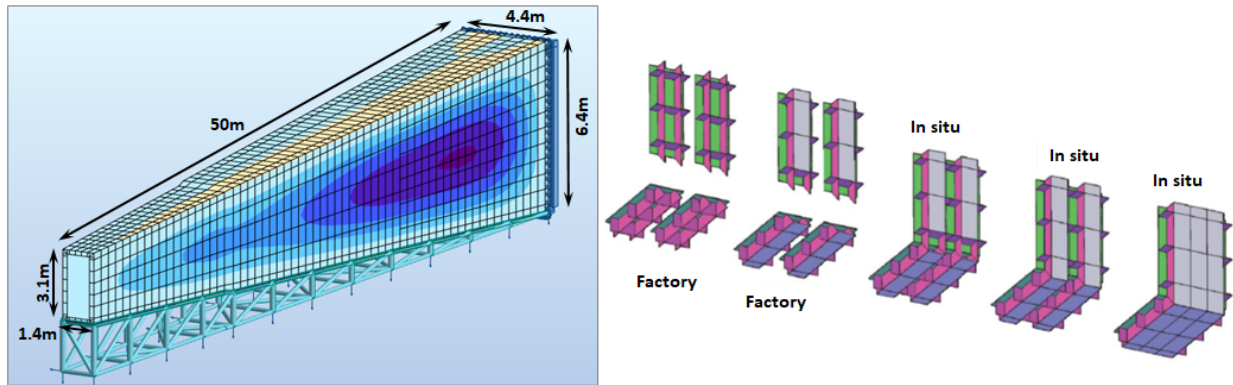 4.4m
50m
6.4m
3.1m
1.4m
Factory
Factory
In situ
In situ
In situ